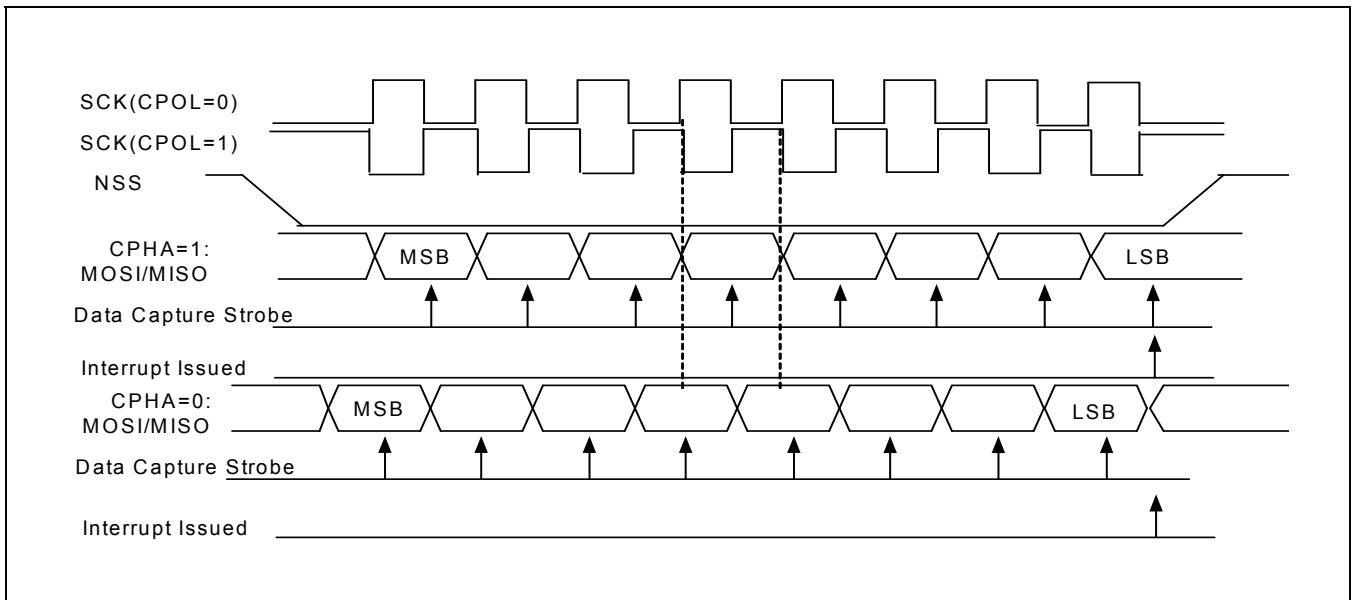 SCK(CPOL=0)
SCK(CPOL=1)
NSS
CPHA=1:
MOSI/MISO
MSB
LSB
Data Capture Strobe
Interrupt Issued
CPHA=0:
MOSI/MISO
MSB
LSB
Data Capture Strobe
Interrupt Issued